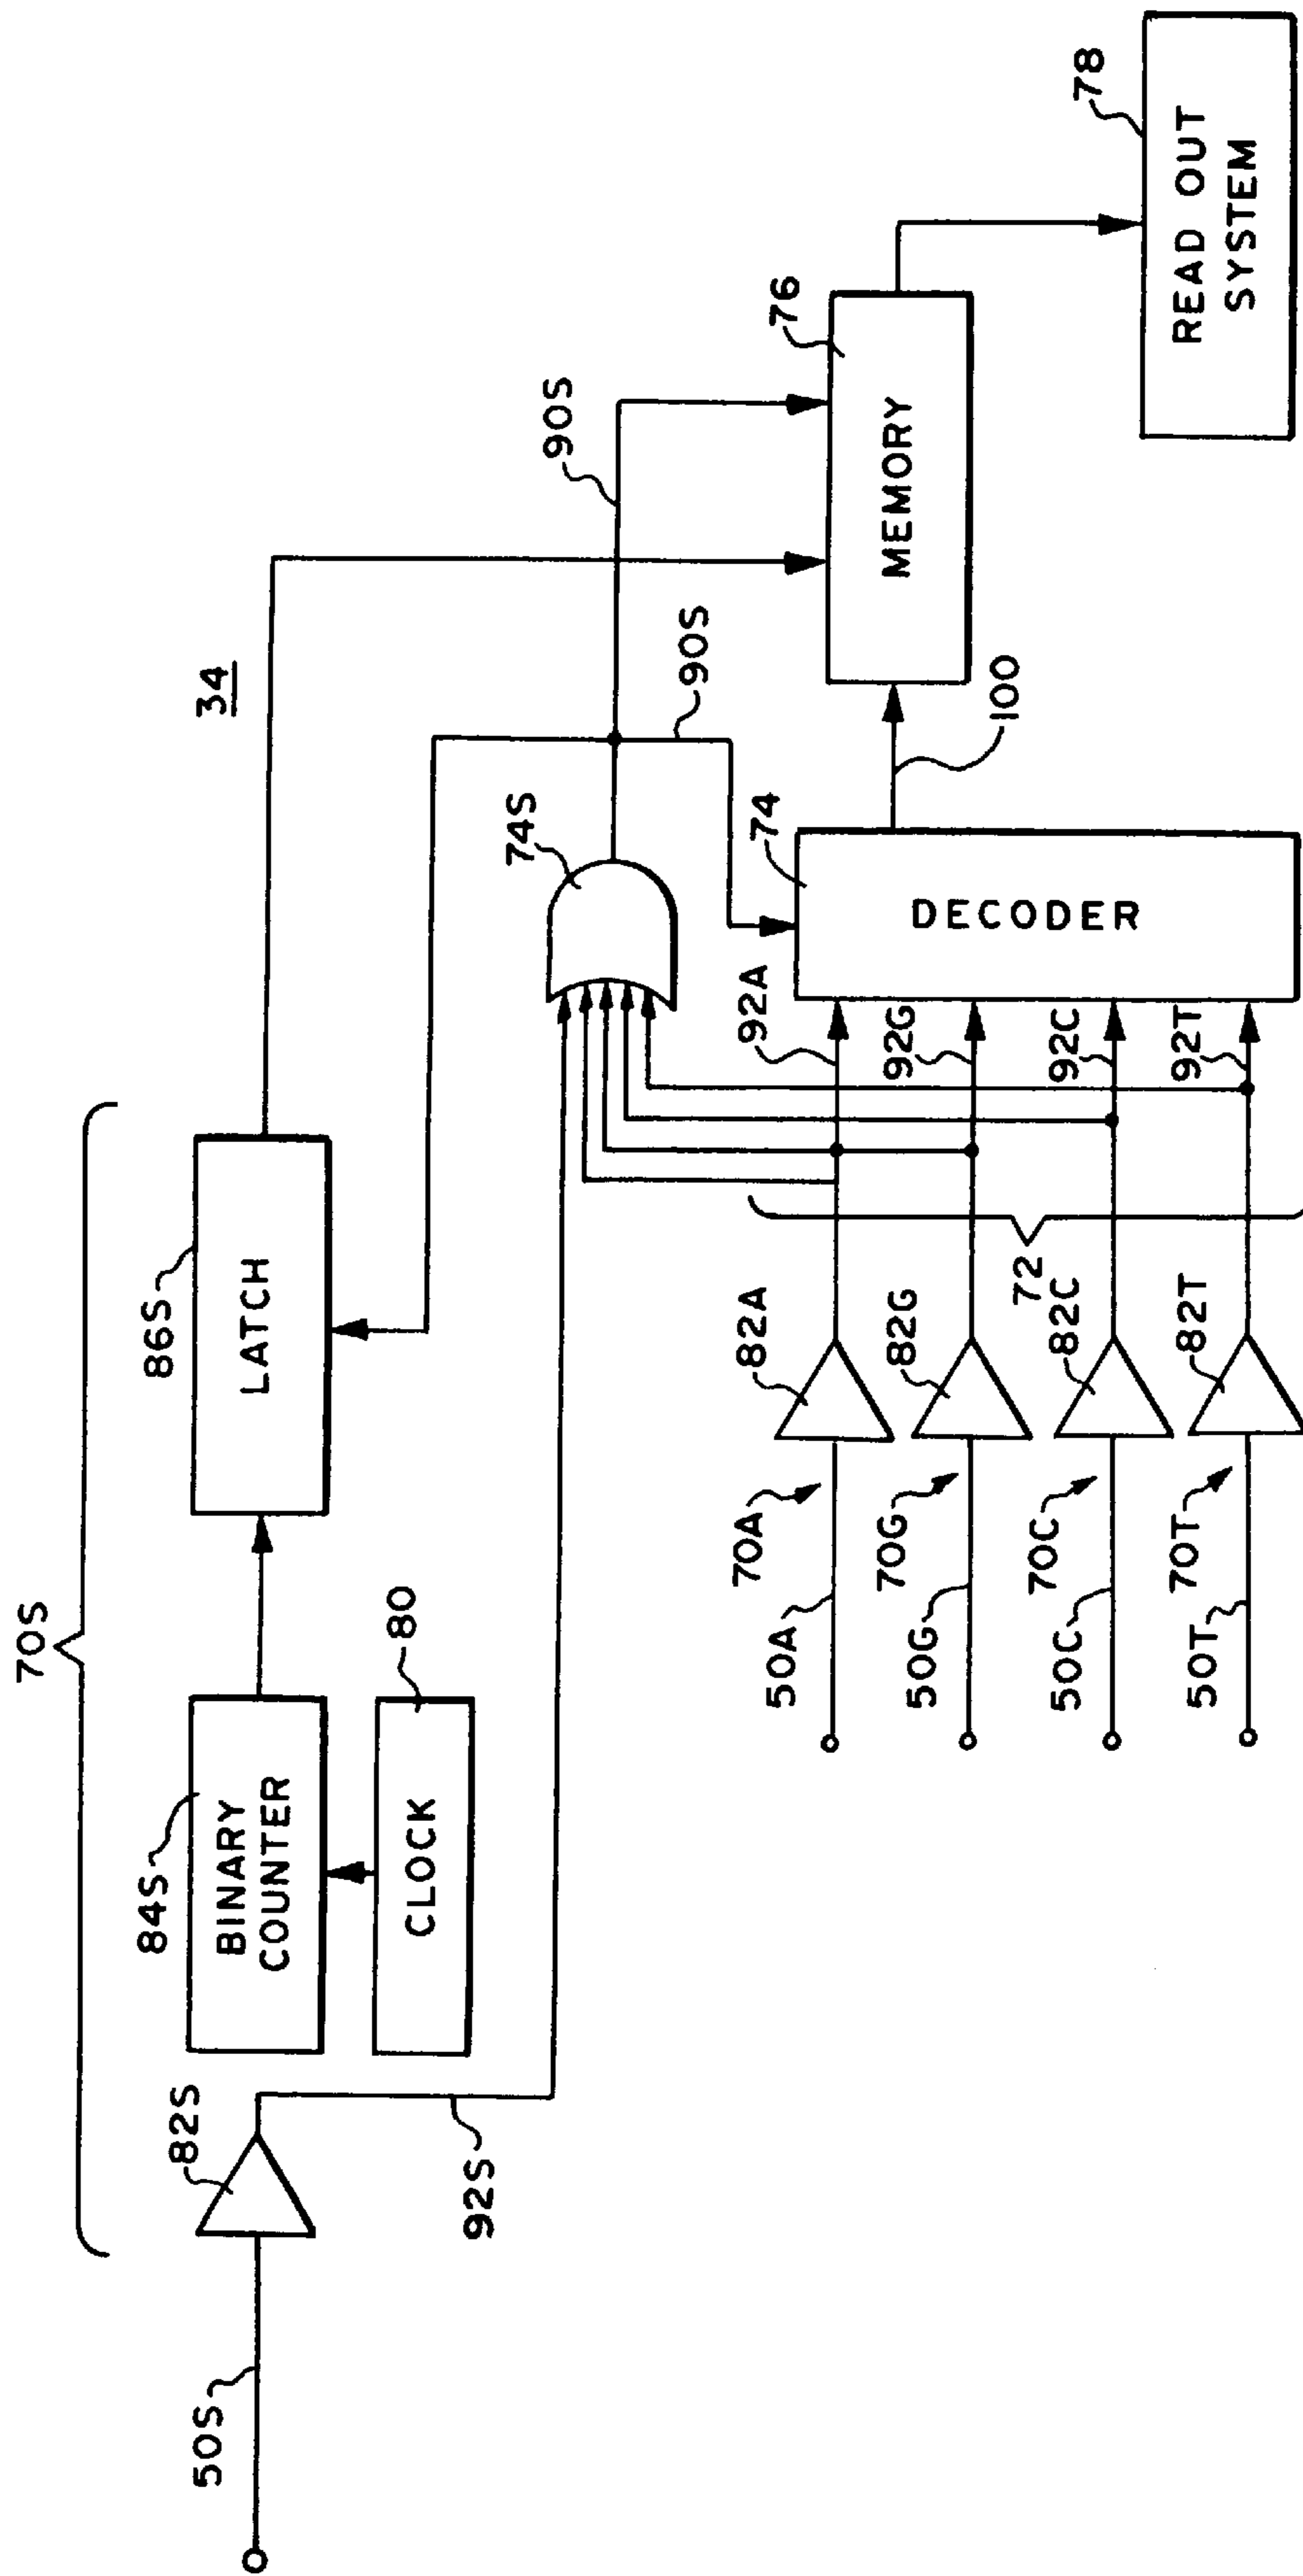 70S
50S
82S
92S
84S
BINARY
COUNTER
CLOCK
80
86S
LATCH
34
74S
90S
90S
50A
70A
82A
92A
50G
70G
82G
92G
50C
70C
82C
92C
50T
70T
82T
92T
72
74
DECODER
100
76
MEMORY
78
READ OUT
SYSTEM